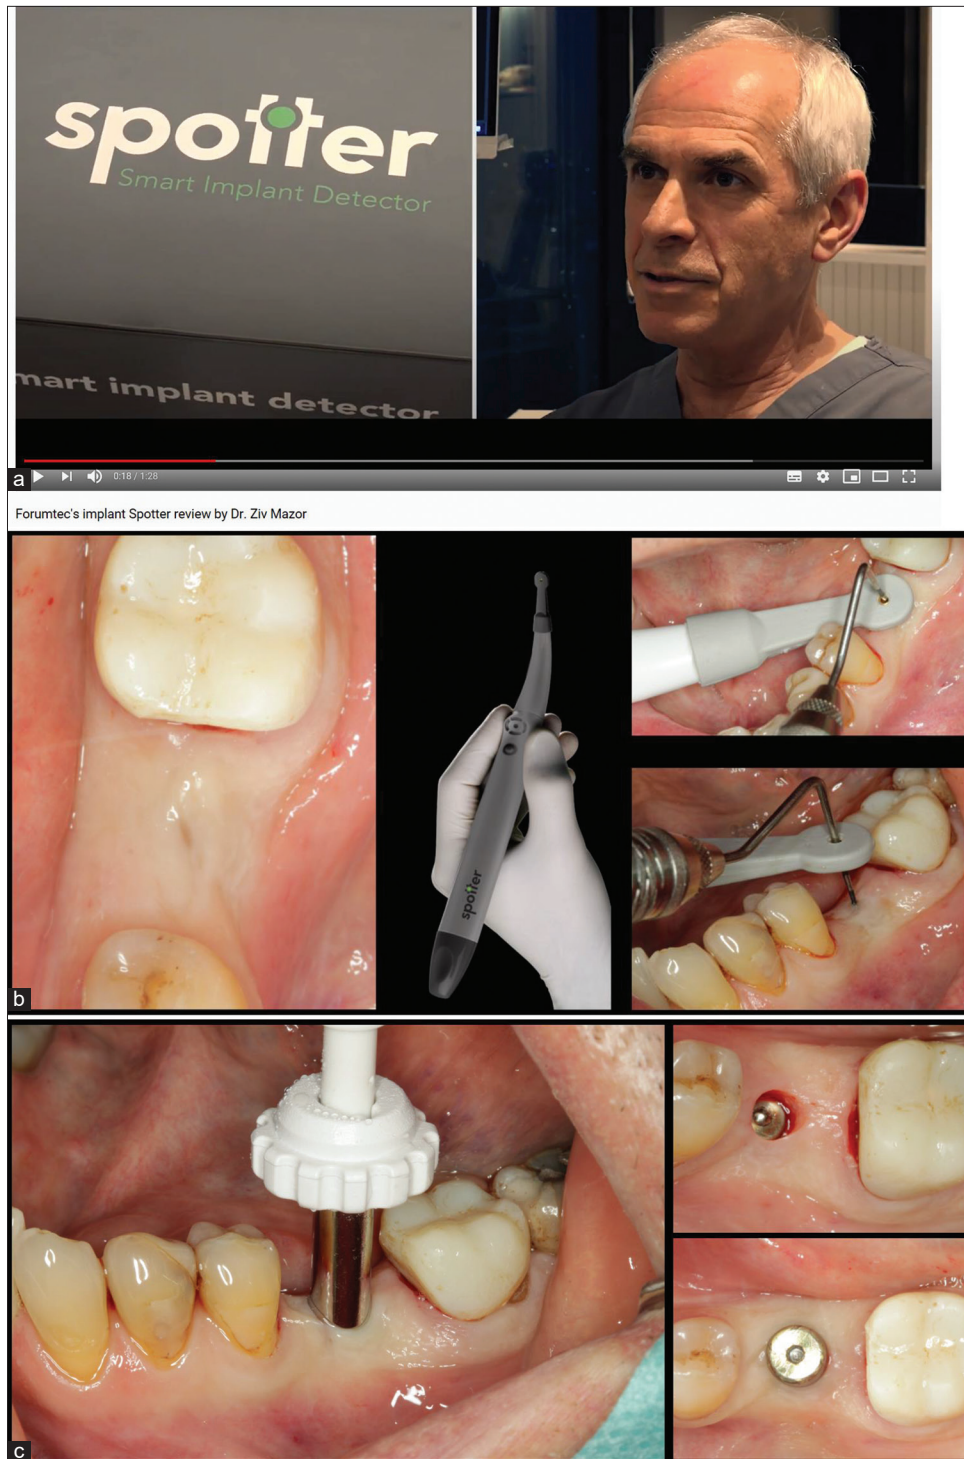 spotter
Smart Implant Detector
mart implant detector
a
0:18 / 1:28
Forumtec's implant Spotter review by Dr. Ziv Mazor
spotter
b
c